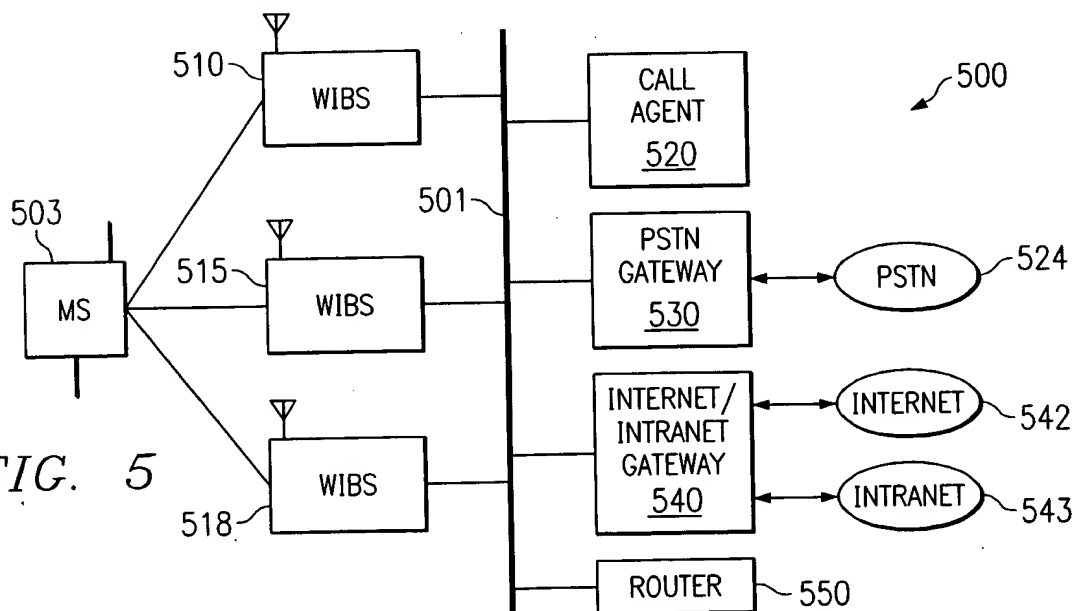 510
WIBS
CALL
AGENT
520
500
503
MS
501
515
WIBS
PSTN
GATEWAY
530
PSTN
524
INTERNET/
INTRANET
GATEWAY
540
INTERNET
542
INTRANET
543
FIG. 5
518
WIBS
ROUTER
550